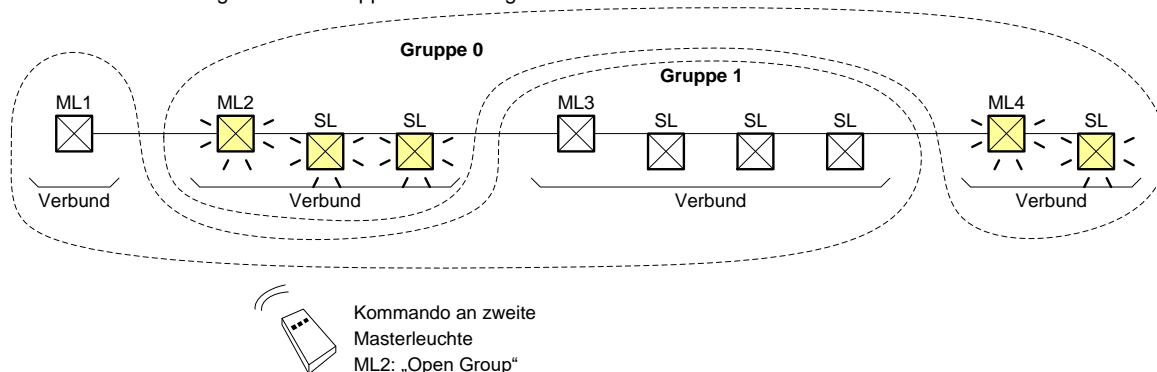 Gruppe 0
Gruppe 1
ML1
ML2
SL
SL
ML3
SL
SL
SL
ML4
SL
Verbund
Verbund
Verbund
Verbund
Kommando an zweite
Masterleuchte
ML2: „Open Group“